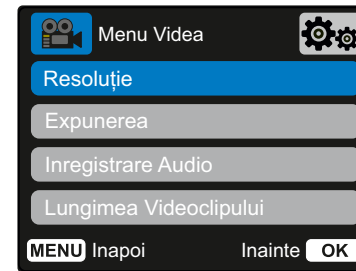 Menu Videa
Resoluție
Expunerea
Inregistrare Audio
Lungimea Videoclipului
MENU Inapoi Inainte OK